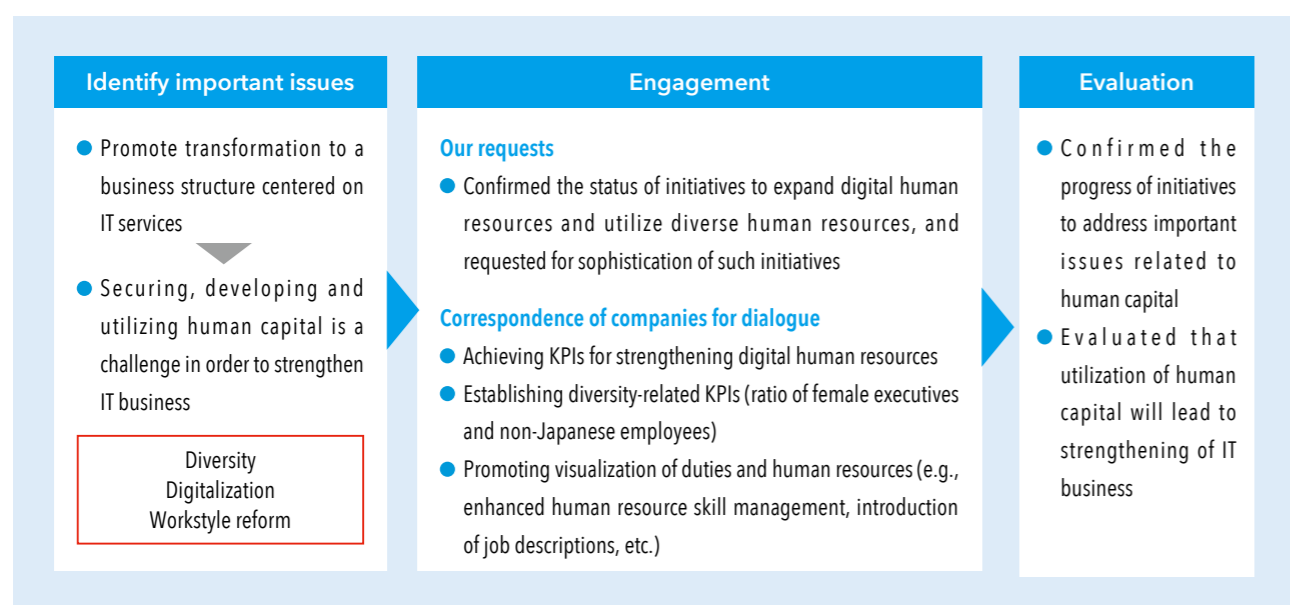 Identify important issues
Promote transformation to a
business structure centered on
IT services
Securing, developing and
utilizing human capital is a
challenge in order to strengthen
IT business
Diversity
Digitalization
Workstyle reform
Engagement
Our requests
Confirmed the status of initiatives to expand digital human
resources and utilize diverse human resources, and
requested for sophistication of such initiatives
Correspondence of companies for dialogue
Achieving KPIs for strengthening digital human resources
Establishing diversity-related KPIs (ratio of female executives
and non-Japanese employees)
Promoting visualization of duties and human resources (e.g.,
enhanced human resource skill management, introduction
of job descriptions, etc.)
Evaluation
Confirmed the
progress of initiatives
to address important
issues related to
human capital
Evaluated that
utilization of human
capital will lead to
strengthening of IT
business